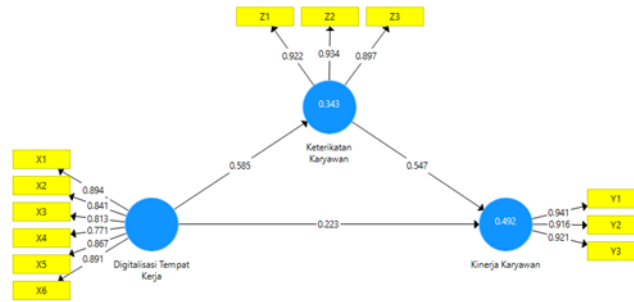 Z1
Z2
Z3
0.922
0.934
0.897
0.343
Keterikatan
Karyawan
0.585
0.547
X1
X2
X3
X4
X5
X6
0.894
0.841
0.813
0.771
0.867
0.891
Digitalisasi Tempat
Kerja
0.223
0.492
Kinerja Karyawan
0.941
0.916
0.921
Y1
Y2
Y3